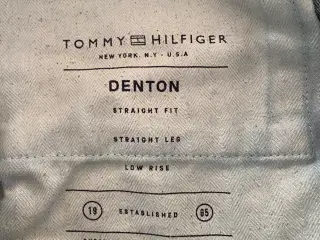 TOMMY HILFIGER
NEW YORK, N.Y - U.S.A
DENTON
STRAIGHT FIT
STRAIGHT LEG
LOW RISE
19 ESTABLISHED 85